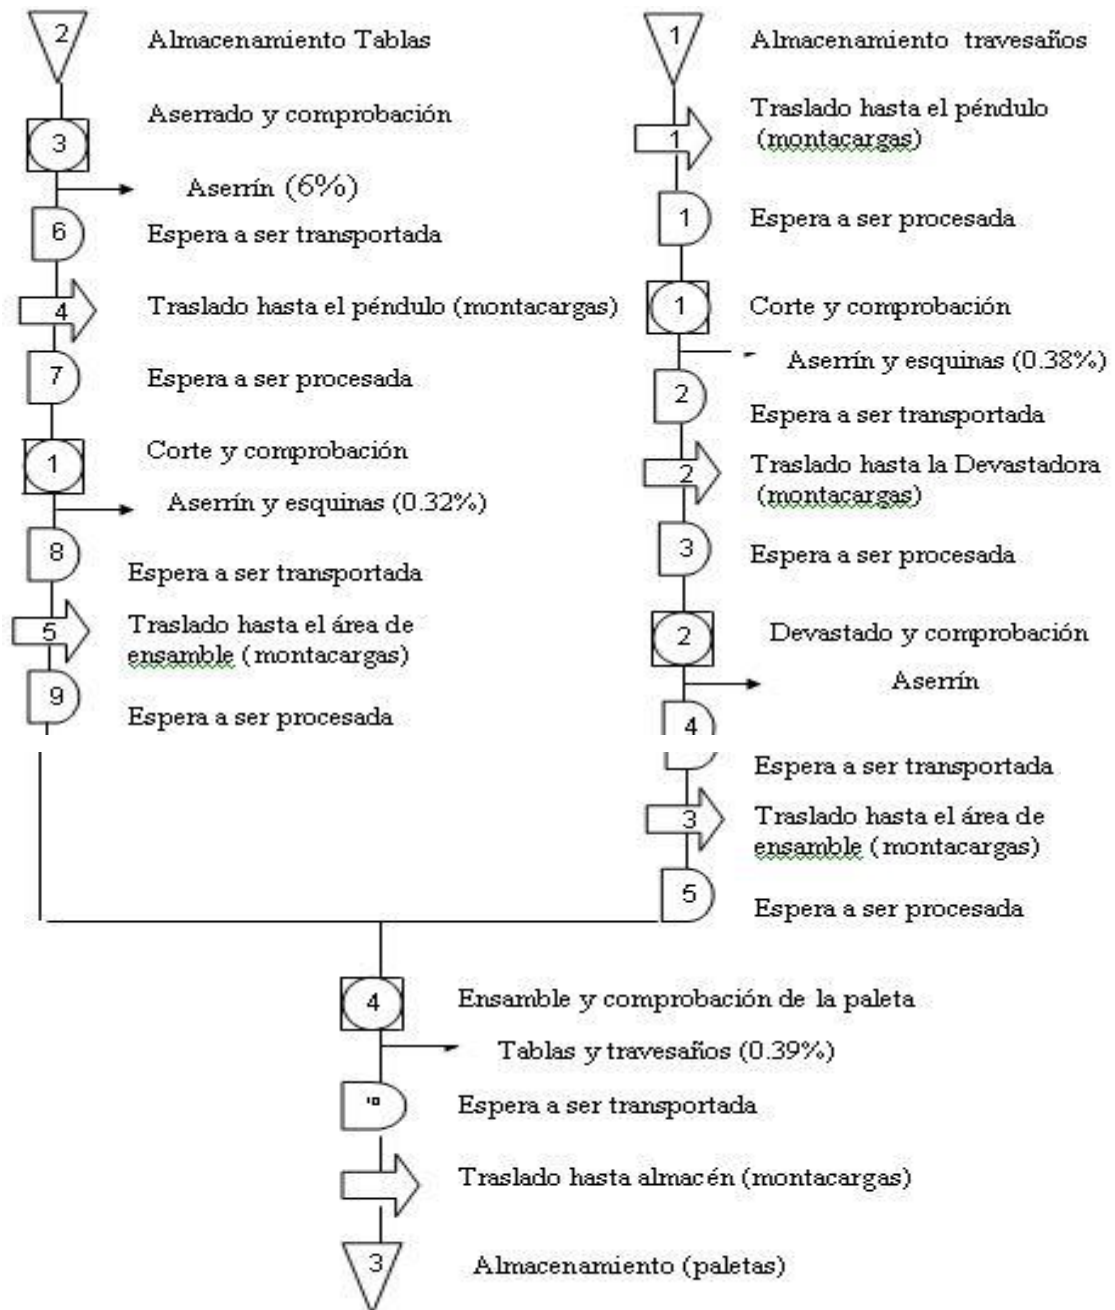 2
Almacenamiento Tablas
3
Aserrado y comprobación
Aserrín (6%)
6
Espera a ser transportada
4
Traslado hasta el péndulo (montacargas)
7
Espera a ser procesada
1
Corte y comprobación
Aserrín y esquinas (0.32%)
8
Espera a ser transportada
5
Traslado hasta el área de
ensamble (montacargas)
9
Espera a ser procesada
1
Almacenamiento travesaños
1
Traslado hasta el péndulo
(montacargas)
1
Espera a ser procesada
1
Corte y comprobación
Aserrín y esquinas (0.38%)
2
Espera a ser transportada
2
Traslado hasta la Devastadora
(montacargas)
3
Espera a ser procesada
2
Devastado y comprobación
Aserrín
4
Espera a ser transportada
3
Traslado hasta el área de
ensamble (montacargas)
5
Espera a ser procesada
4
Ensamble y comprobación de la paleta
Tablas y travesaños (0.39%)
10
Espera a ser transportada
Traslado hasta almacén (montacargas)
3
Almacenamiento (paletas)